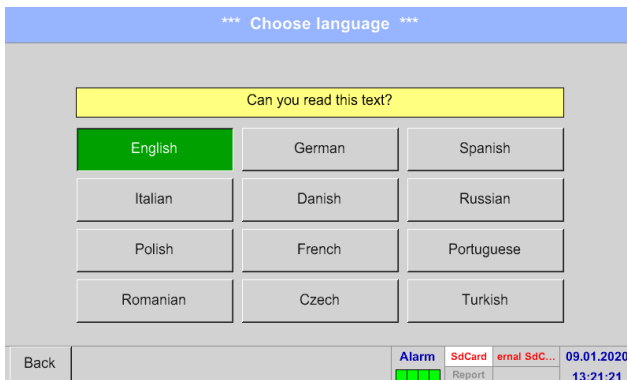 *** Choose language ***
Can you read this text?
English German Spanish
Italian Danish Russian
Polish French Portuguese
Romanian Czech Turkish
Back Alarm SdCard ernal SdC... 09.01.2020
Report 13:21:21